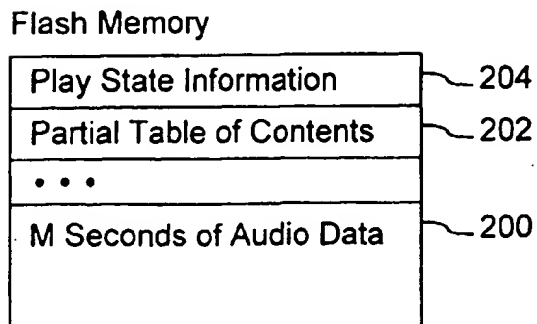 Flash Memory
Play State Information 204
Partial Table of Contents 202
• • •
M Seconds of Audio Data 200